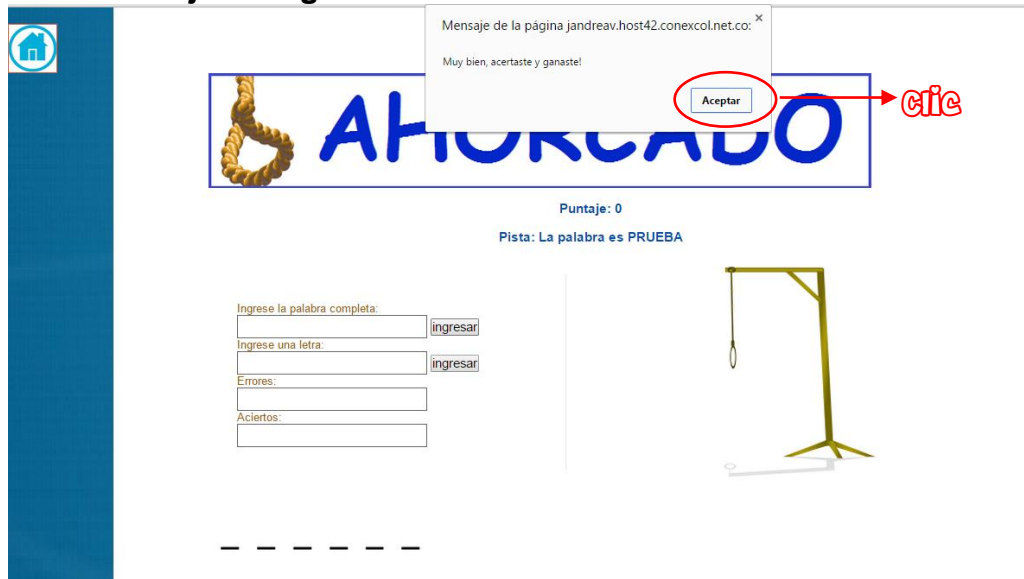 Mensaje de la página jandreav.host42.conexcol.net.co: ×
Muy bien, acertaste y ganaste!
Aceptar
clic
AHORCADO
Puntaje: 0
Pista: La palabra es PRUEBA
Ingrese la palabra completa:
ingresar
Ingrese una letra:
ingresar
Errores:
Aciertos:
_ _ _ _ _ _